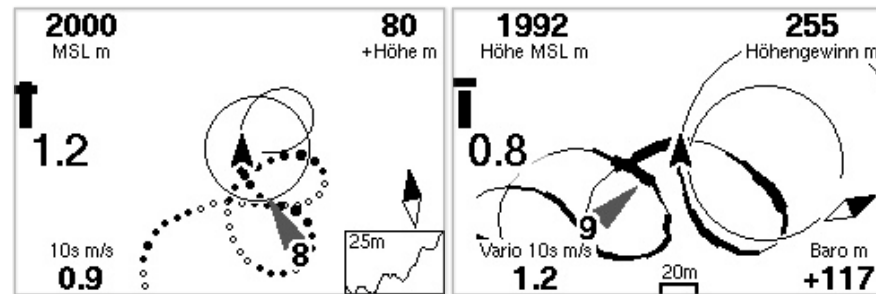 2000
MSL m
80
+Höhe m
1.2
10s m/s
0.9
8
25m
1992
Höhe MSL m
255
Höhengewinn m
0.8
9
Vario 10s m/s
1.2
20m
Baro m
+117